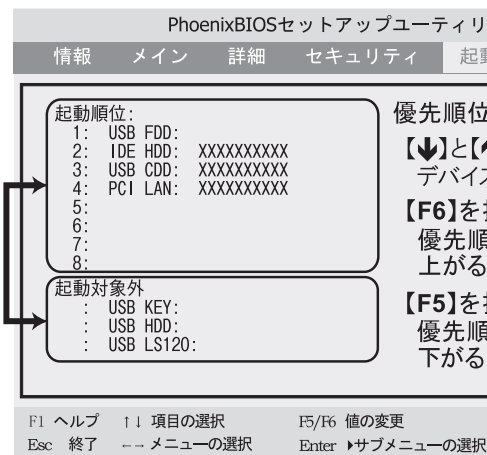 PhoenixBIOSセットアップユーティリ
情報 メイン 詳細 セキュリティ 起動
起動順位:
1: USB FDD:
2: IDE HDD: XXXXXXXXXX
3: USB CDD: XXXXXXXXXX
4: PCI LAN: XXXXXXXXXX
5:
6:
7:
8:
起動対象外
: USB KEY:
: USB HDD:
: USB LS120:
優先順位
【↓】と【↑
デバイス
【F6】を押
優先順
上がる
【F5】を押
優先順
下がる
F1 ヘルプ ↑↓ 項目の選択 F5/F6 値の変更
Esc 終了 ←→ メニューの選択 Enter ▶サブメニューの選択